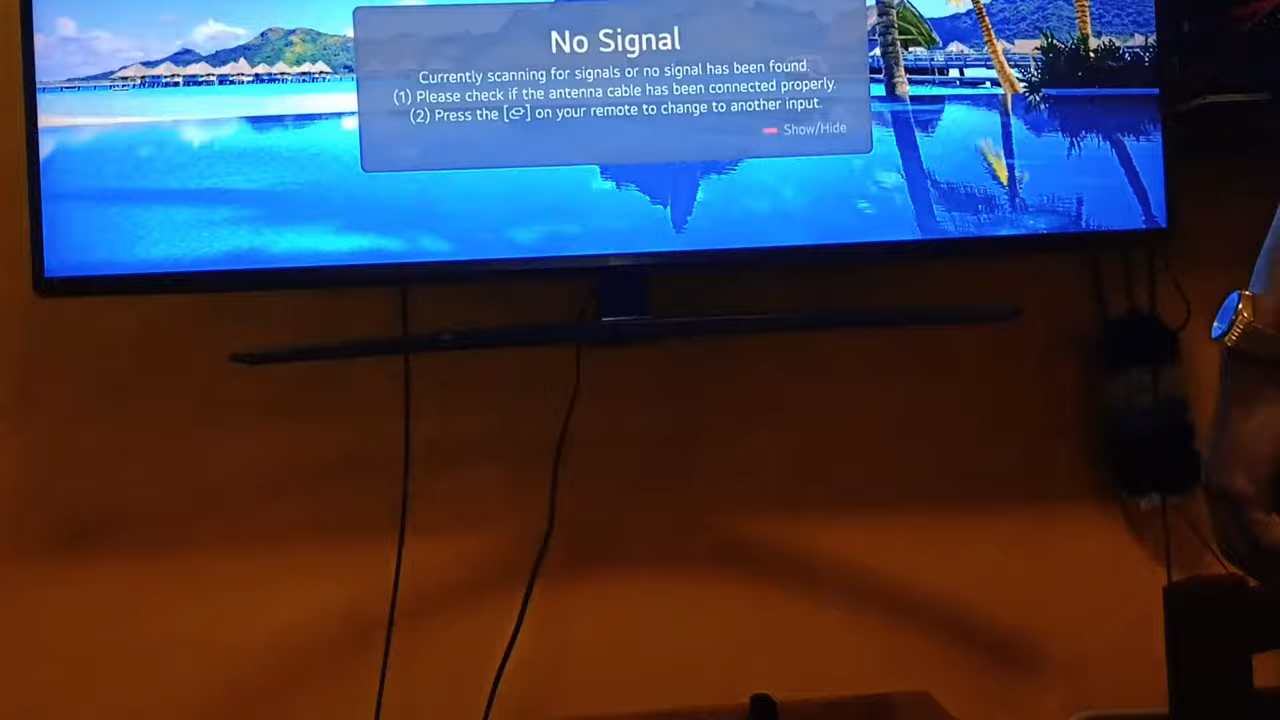 No Signal
Currently scanning for signals or no signal has been found.
(1) Please check if the antenna cable has been connected properly.
(2) Press the [⮐] on your remote to change to another input.
Show/Hide